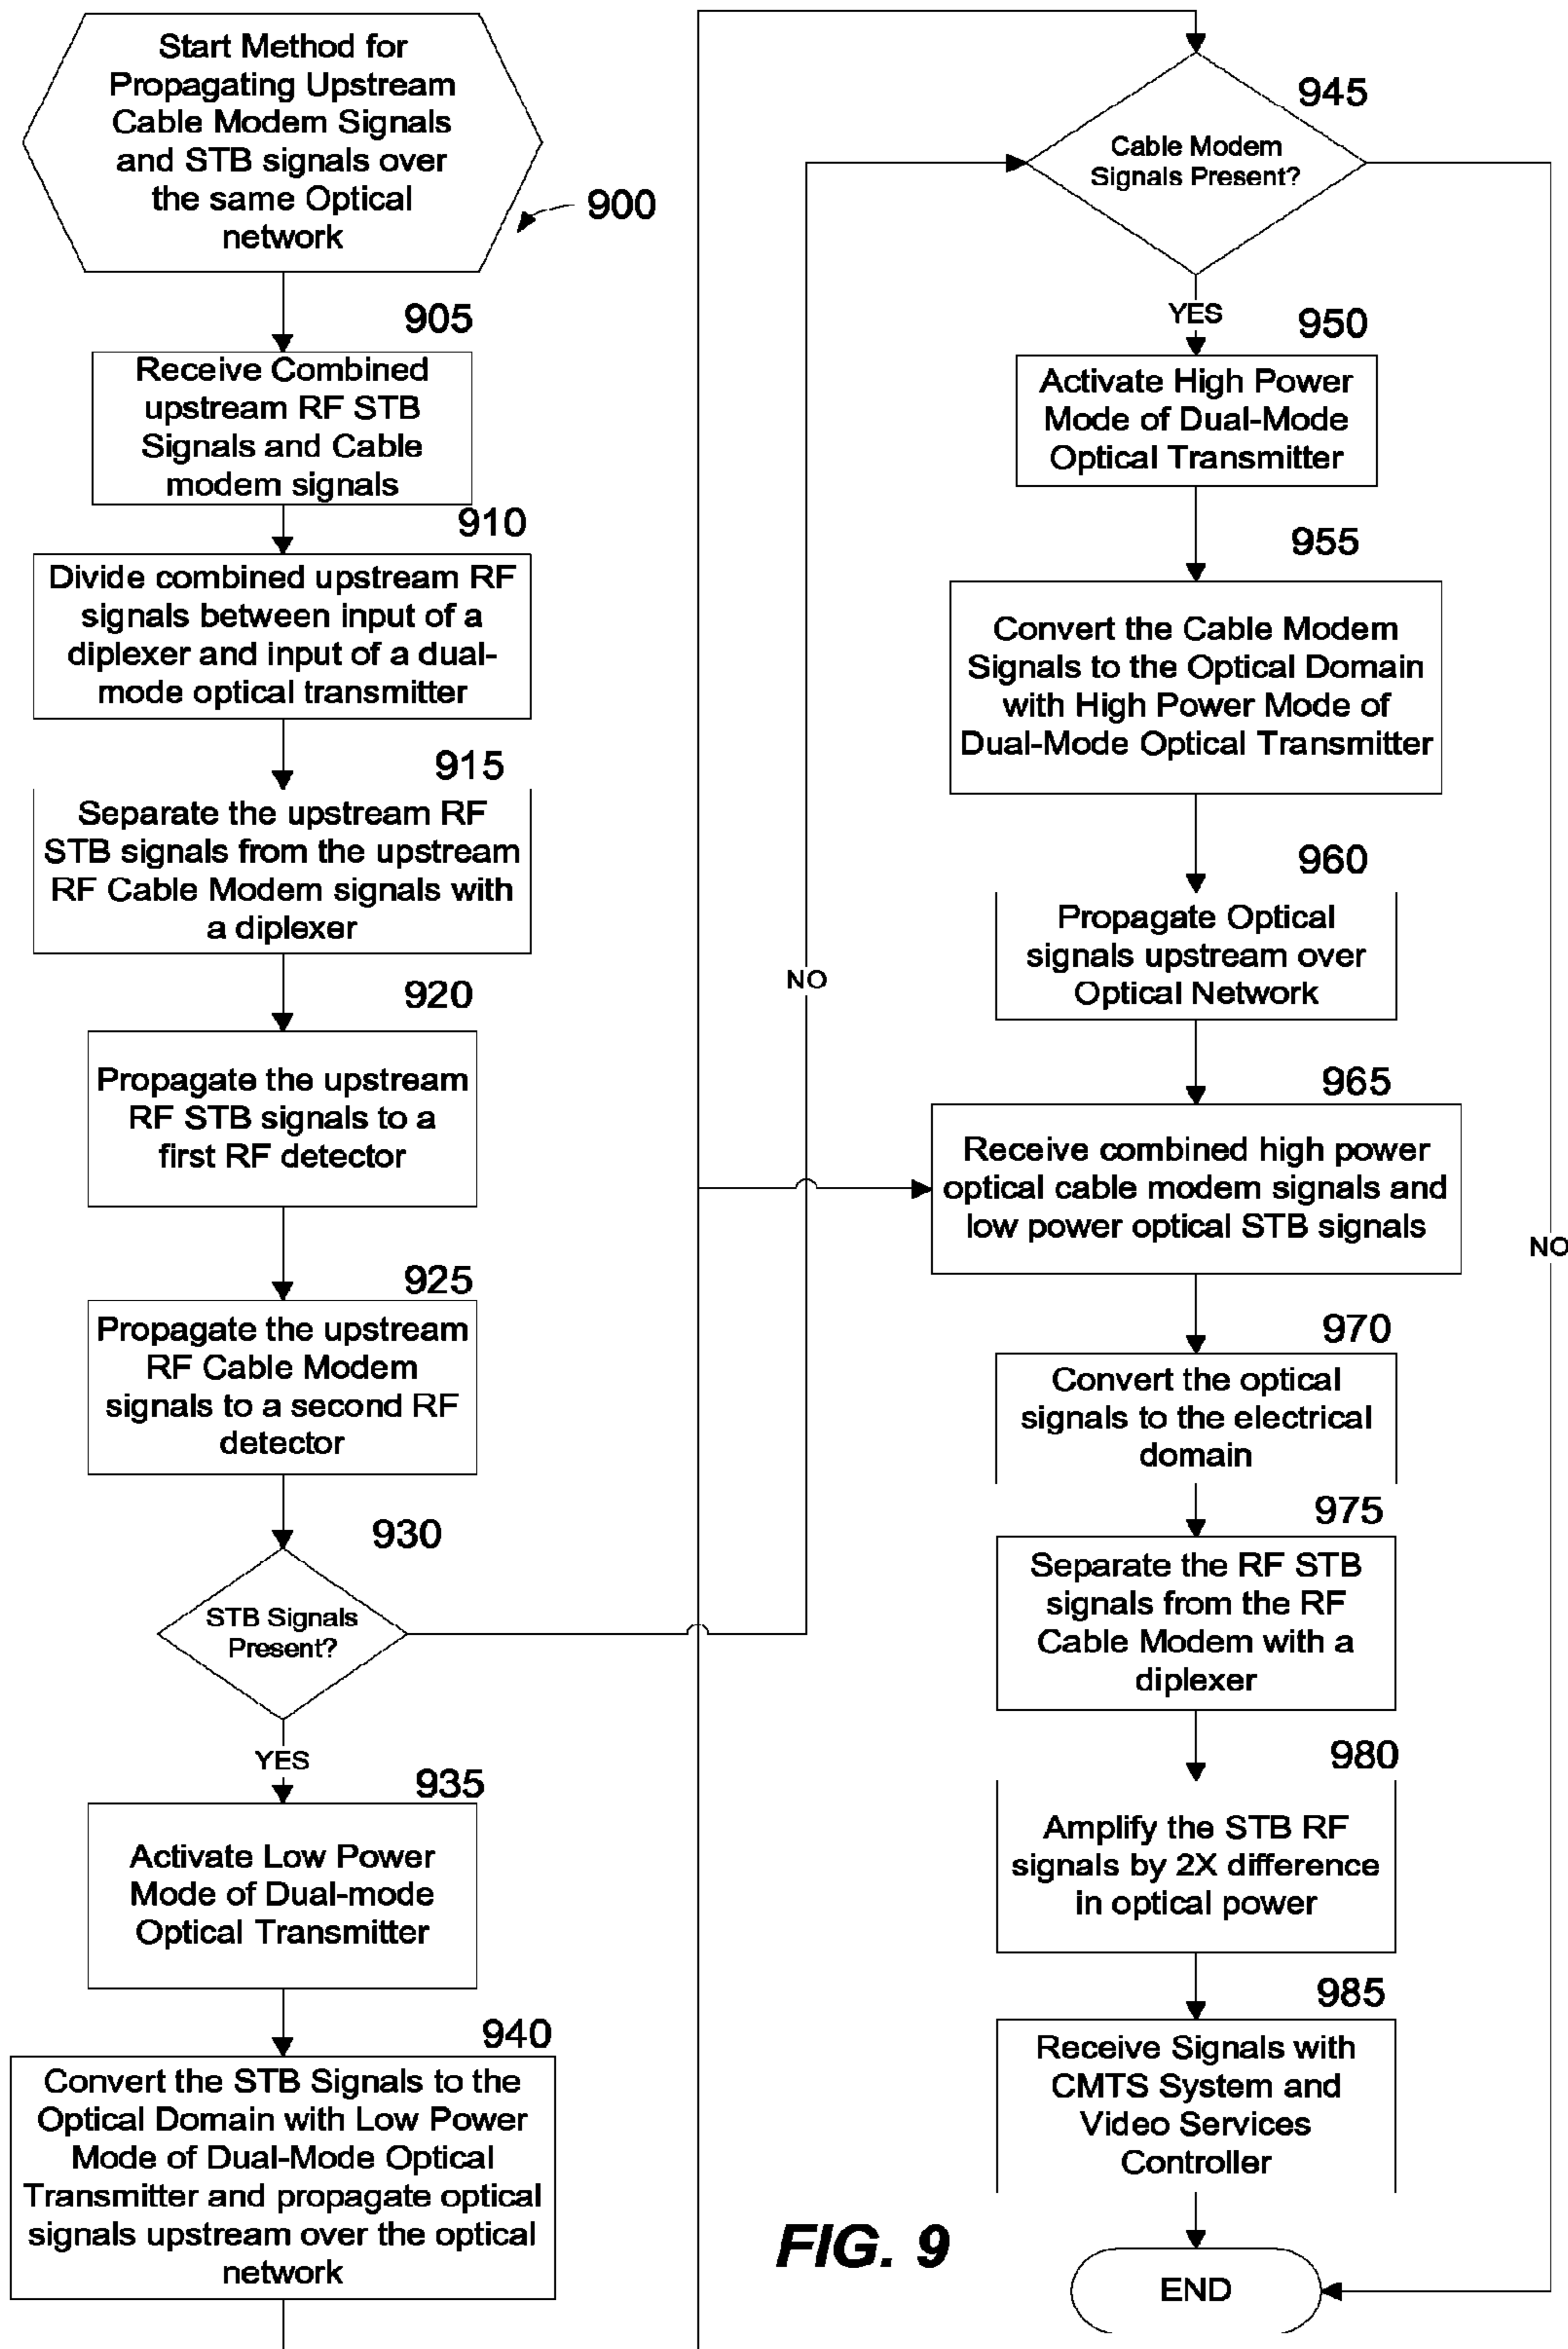 Start Method for
Propagating Upstream
Cable Modem Signals
and STB signals over
the same Optical
network
900
905
Receive Combined
upstream RF STB
Signals and Cable
modem signals
910
Divide combined upstream RF
signals between input of a
diplexer and input of a dual-
mode optical transmitter
915
Separate the upstream RF
STB signals from the upstream
RF Cable Modem signals with
a diplexer
920
Propagate the upstream
RF STB signals to a
first RF detector
925
Propagate the upstream
RF Cable Modem
signals to a second RF
detector
930
STB Signals
Present?
NO
YES
935
Activate Low Power
Mode of Dual-mode
Optical Transmitter
940
Convert the STB Signals to the
Optical Domain with Low Power
Mode of Dual-Mode Optical
Transmitter and propagate optical
signals upstream over the optical
network
945
Cable Modem
Signals Present?
NO
YES
950
Activate High Power
Mode of Dual-Mode
Optical Transmitter
955
Convert the Cable Modem
Signals to the Optical Domain
with High Power Mode of
Dual-Mode Optical Transmitter
960
Propagate Optical
signals upstream over
Optical Network
965
Receive combined high power
optical cable modem signals and
low power optical STB signals
970
Convert the optical
signals to the electrical
domain
975
Separate the RF STB
signals from the RF
Cable Modem with a
diplexer
980
Amplify the STB RF
signals by 2X difference
in optical power
985
Receive Signals with
CMTS System and
Video Services
Controller
END
FIG. 9